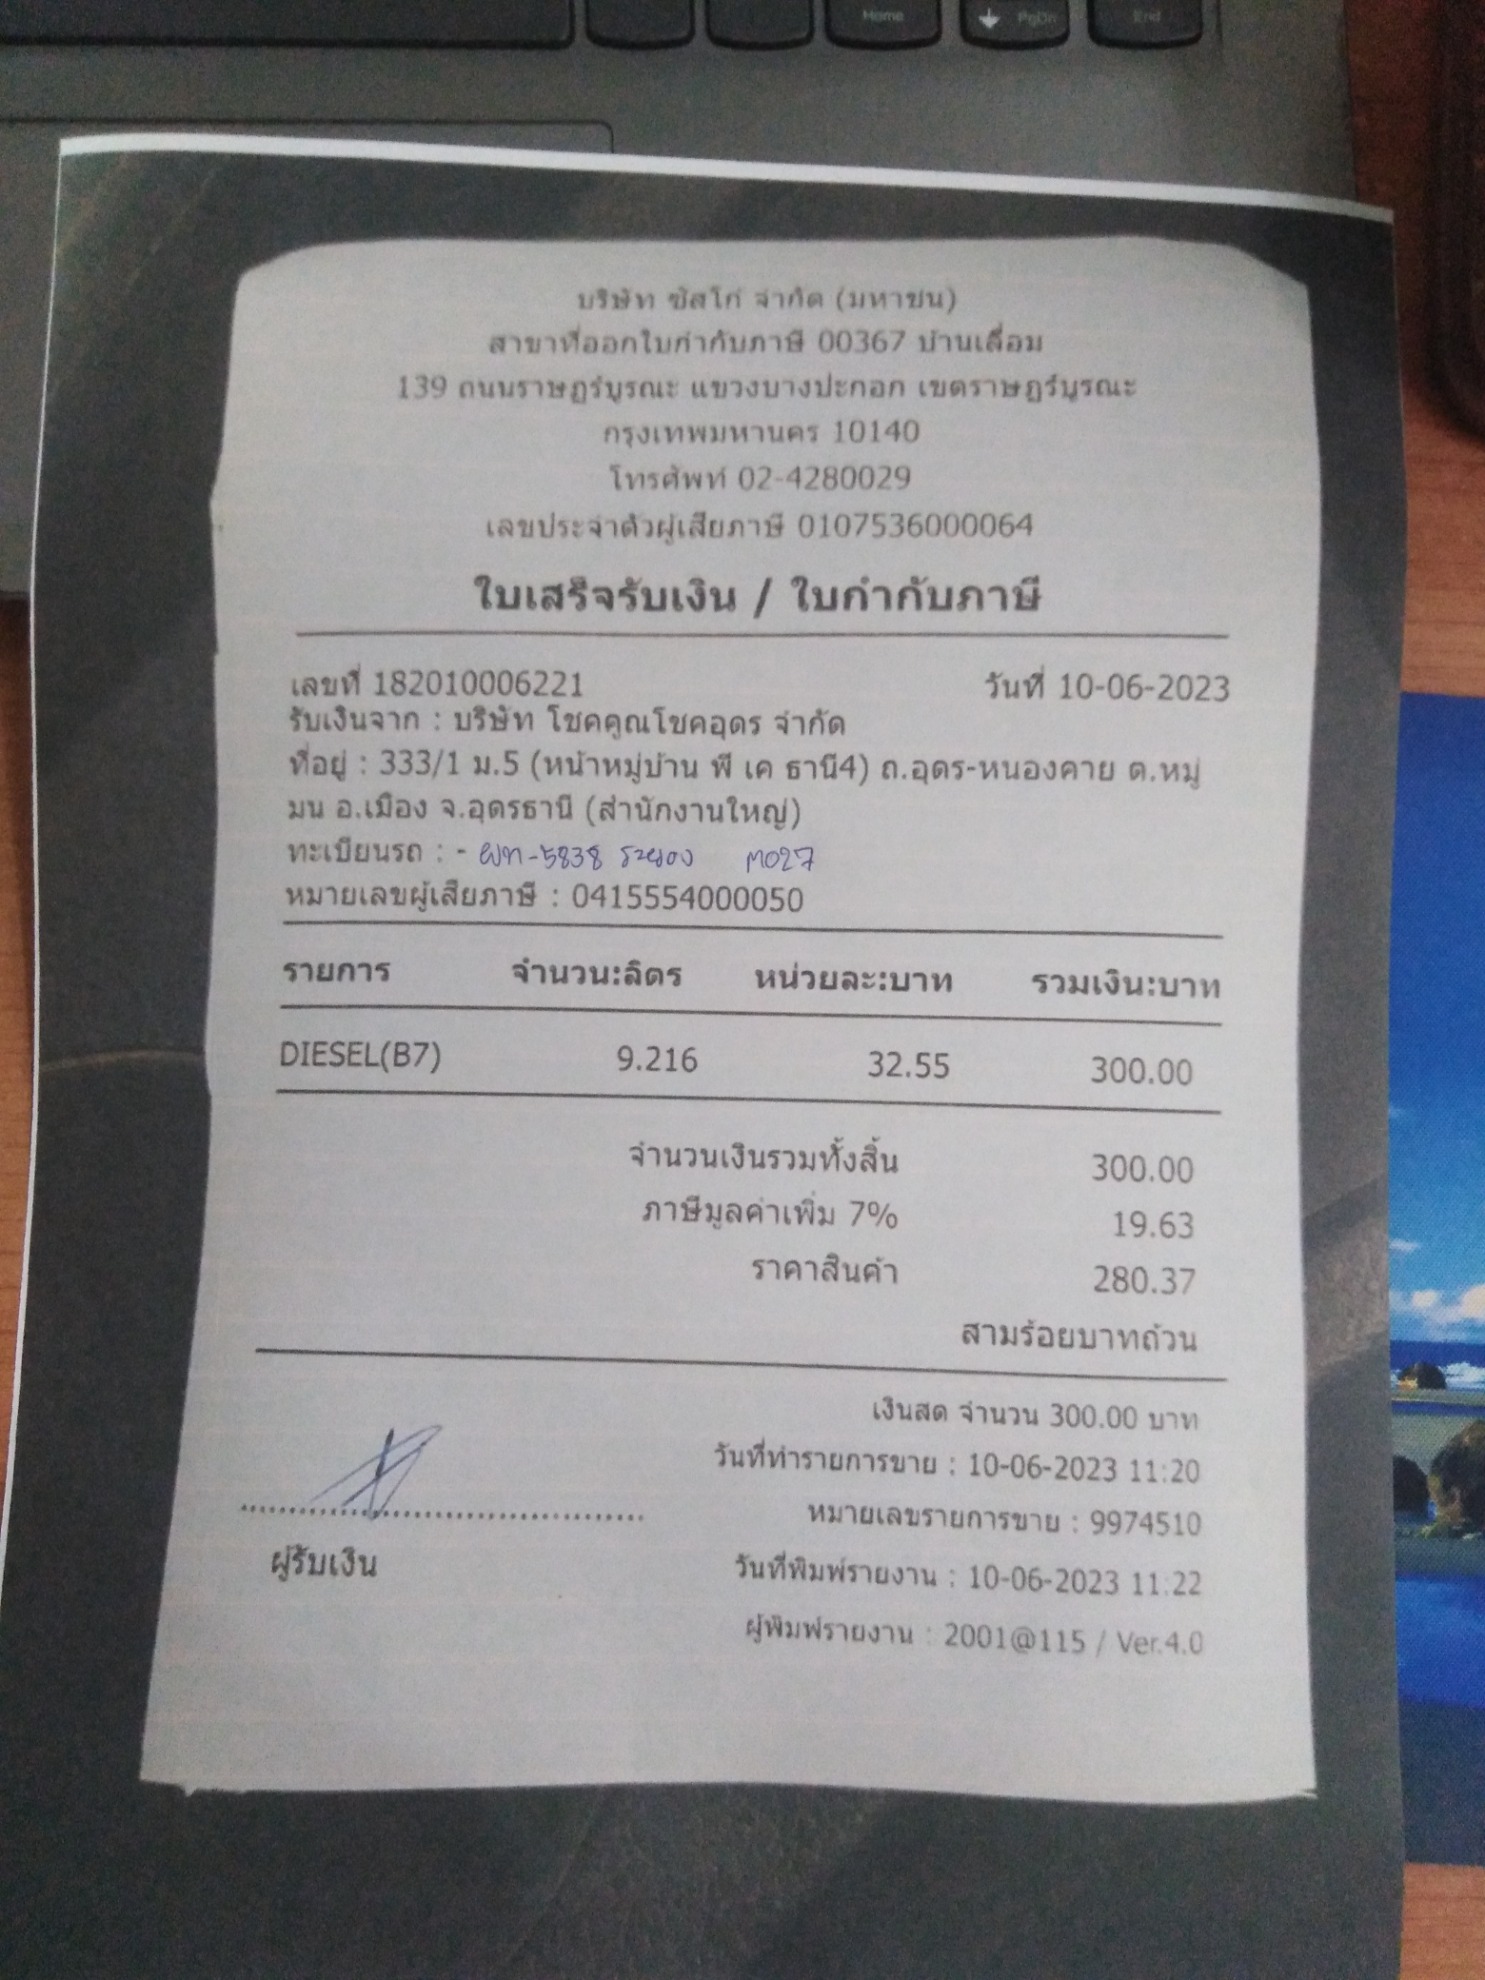 Home
PgDn
End
บริษัท ซัสโก้ จำกัด (มหาชน)
สาขาที่ออกใบกำกับภาษี 00367 บ้านเลื่อม
139 ถนนราษฎร์บูรณะ แขวงบางปะกอก เขตราษฎร์บูรณะ
กรุงเทพมหานคร 10140
โทรศัพท์ 02-4280029
เลขประจำตัวผู้เสียภาษี 0107536000064
ใบเสร็จรับเงิน / ใบกำกับภาษี
เลขที่ 182010006221 วันที่ 10-06-2023
รับเงินจาก : บริษัท โชคคูณโชคอุดร จำกัด
ที่อยู่ : 333/1 ม.5 (หน้าหมู่บ้าน พี เค ธานี4) ถ.อุดร-หนองคาย ต.หมู
มน อ.เมือง จ.อุดรธานี (สำนักงานใหญ่)
ทะเบียนรถ : - ผท-5838 ระยอง M027
หมายเลขผู้เสียภาษี : 0415554000050
รายการ จำนวน:ลิตร หน่วยละ:บาท รวมเงิน:บาท
DIESEL(B7) 9.216 32.55 300.00
จำนวนเงินรวมทั้งสิ้น 300.00
ภาษีมูลค่าเพิ่ม 7% 19.63
ราคาสินค้า 280.37
สามร้อยบาทถ้วน
เงินสด จำนวน 300.00 บาท
วันที่ทำรายการขาย : 10-06-2023 11:20
หมายเลขรายการขาย : 9974510
ผู้รับเงิน
วันที่พิมพ์รายงาน : 10-06-2023 11:22
ผู้พิมพ์รายงาน : 2001@115 / Ver.4.0